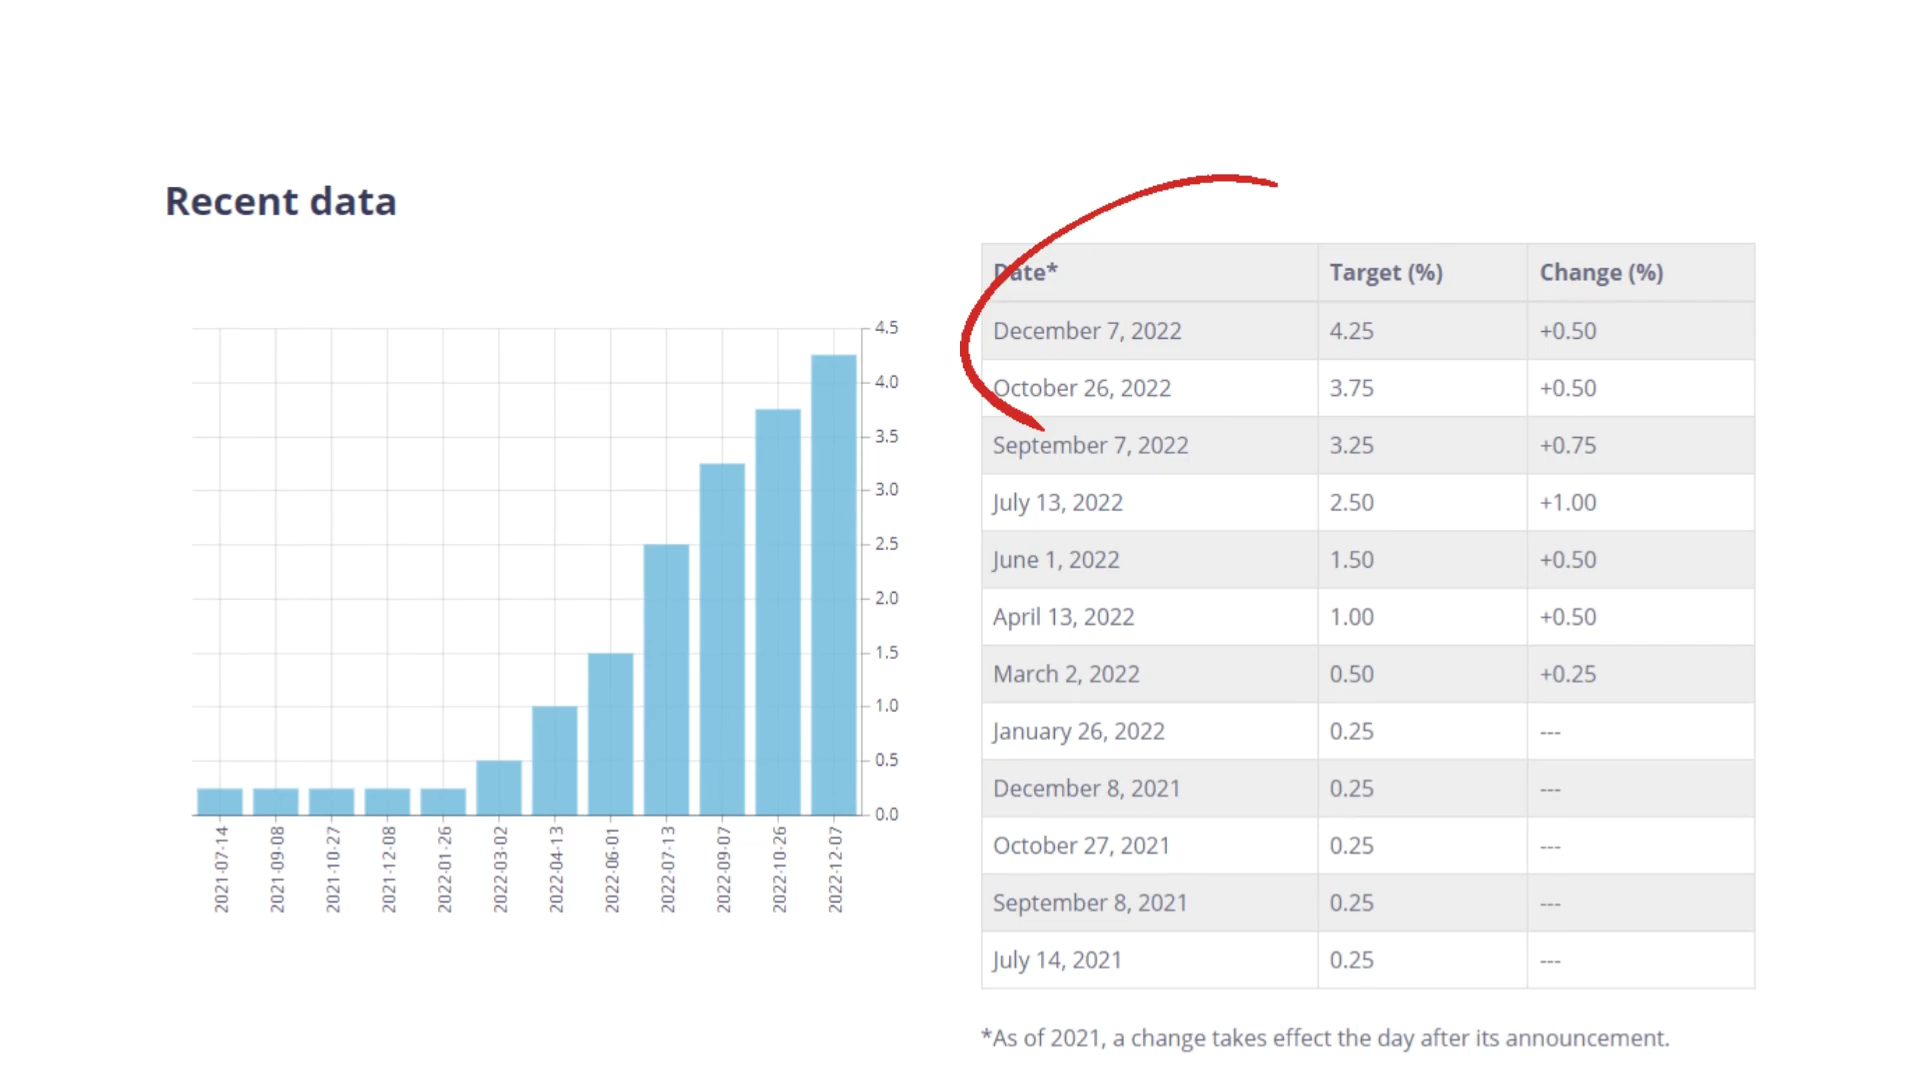 Recent data
4.5
4.0
3.5
3.0
2.5
2.0
1.5
1.0
0.5
0.0
2021-07-14
2021-09-08
2021-10-27
2021-12-08
2022-01-26
2022-03-02
2022-04-13
2022-06-01
2022-07-13
2022-09-07
2022-10-26
2022-12-07
Date* Target (%) Change (%)
December 7, 2022 4.25 +0.50
October 26, 2022 3.75 +0.50
September 7, 2022 3.25 +0.75
July 13, 2022 2.50 +1.00
June 1, 2022 1.50 +0.50
April 13, 2022 1.00 +0.50
March 2, 2022 0.50 +0.25
January 26, 2022 0.25 ---
December 8, 2021 0.25 ---
October 27, 2021 0.25 ---
September 8, 2021 0.25 ---
July 14, 2021 0.25 ---
*As of 2021, a change takes effect the day after its announcement.